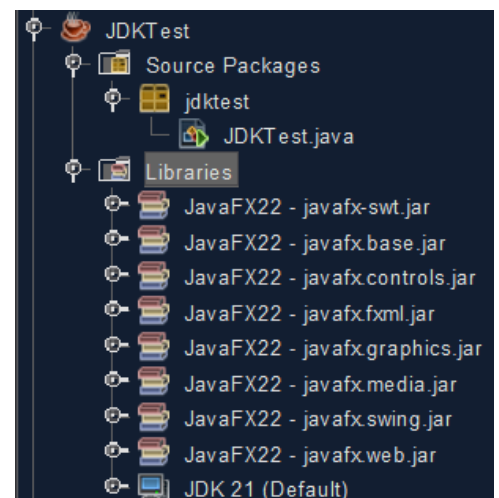 JDKTest
Source Packages
jdktest
JDKTest.java
Libraries
JavaFX22 - javafx-swt.jar
JavaFX22 - javafx.base.jar
JavaFX22 - javafx.controls.jar
JavaFX22 - javafx.fxml.jar
JavaFX22 - javafx.graphics.jar
JavaFX22 - javafx.media.jar
JavaFX22 - javafx.swing.jar
JavaFX22 - javafx.web.jar
JDK 21 (Default)